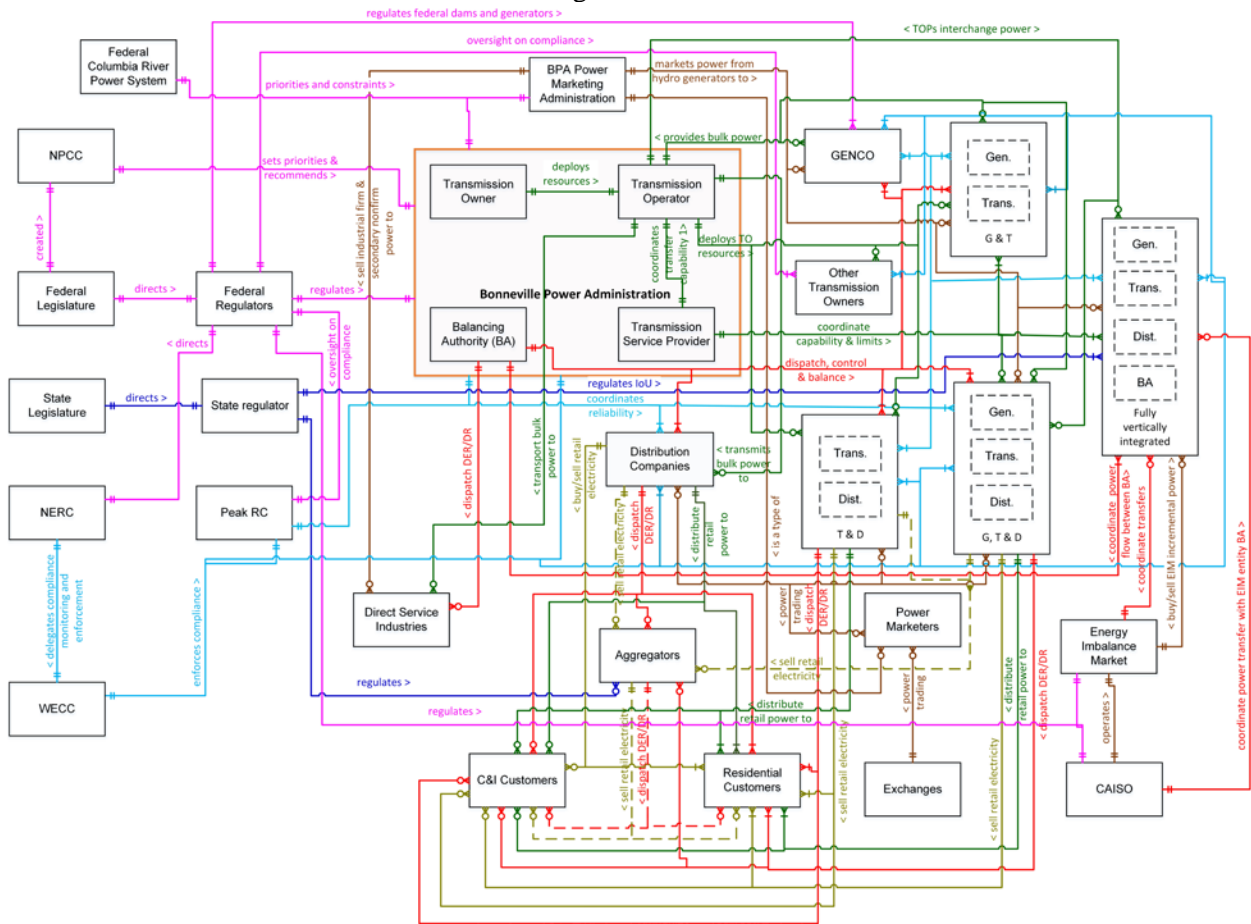 regulates federal dams and generators >
Federal
Columbia River
Power System
oversight on compliance >
< TOPs interchange power >
BPA Power
Marketing
Administration
markets power from
hydro generators to >
priorities and constraints >
NPCC
sets priorities &
recommends >
< sell industrial firm &
secondary nonfirm
power to
Transmission
Owner
deploys
resources >
Transmission
Operator
< provides bulk power
GENCO
Gen.
Trans.
G & T
created >
coordinates
transfer
capability 1>
deploys TO
resources >
Other
Transmission
Owners
Gen.
Trans.
Dist.
BA
Fully
vertically
integrated
Federal
Legislature
directs >
Federal
Regulators
regulates >
Bonneville Power Administration
Balancing
Authority (BA)
Transmission
Service Provider
coordinate
capability & limits >
< directs
< oversight on
compliance
dispatch, control
& balance >
State
Legislature
directs >
State regulator
regulates IoU >
coordinates
reliability >
Gen.
Trans.
Dist.
G, T & D
< dispatch DER/DR
< transport bulk
power to
< buy/sell retail
electricity
Distribution
Companies
< transmits
bulk power
to
Trans.
Dist.
T & D
NERC
Peak RC
sell retail electricity
< dispatch
DER/DR
< distribute
retail
power to
< is a type of
< coordinate power
flow between BA>
< coordinate transfers
< buy/sell EIM incremental power >
coordinate power transfer with EIM entity BA >
< delegates compliance
monitoring and
enforcement
enforces compliance >
Direct Service
Industries
< power
trading
< dispatch
DER/DR
Power
Marketers
Energy
Imbalance
Market
Aggregators
< sell retail
electricity
WECC
regulates >
regulates >
< sell retail electricity
< dispatch DER/DR
< distribute
retail power to
< power
trading
< distribute
retail power to
< dispatch DER/DR
operates >
C&I Customers
Residential
Customers
< sell retail electricity
Exchanges
< sell retail electricity
CAISO